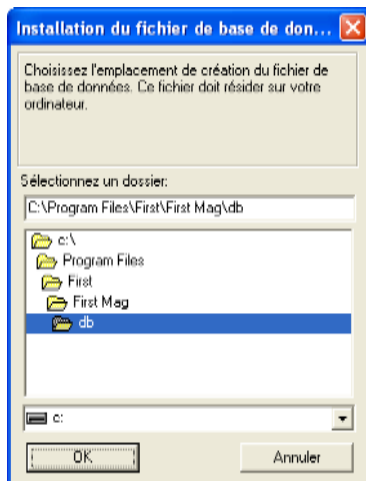 Installation du fichier de base de don...
Choisissez l'emplacement de création du fichier de
base de données. Ce fichier doit résider sur votre
ordinateur.
Sélectionnez un dossier:
C:\Program Files\First\First Mag\db
c:\
Program Files
First
First Mag
db
c:
OK
Annuler